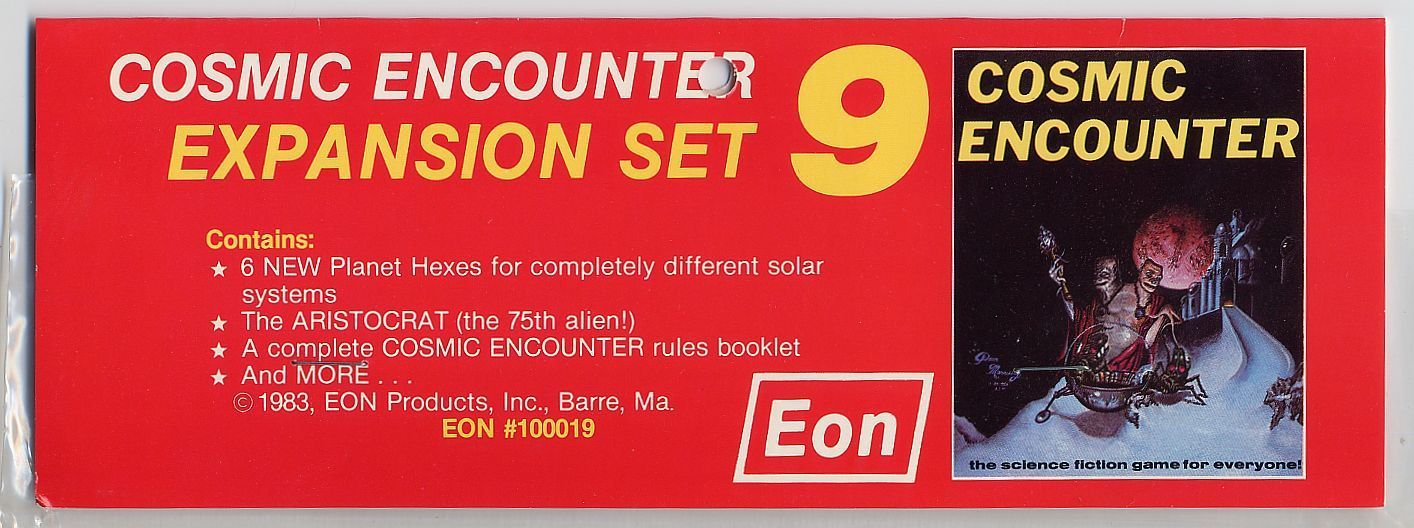 COSMIC ENCOUNTER
EXPANSION SET 9
Contains:
★ 6 NEW Planet Hexes for completely different solar
systems
★ The ARISTOCRAT (the 75th alien!)
★ A complete COSMIC ENCOUNTER rules booklet
★ And MORE . . .
© 1983, EON Products, Inc., Barre, Ma.
EON #100019
Eon
COSMIC
ENCOUNTER
the science fiction game for everyone!